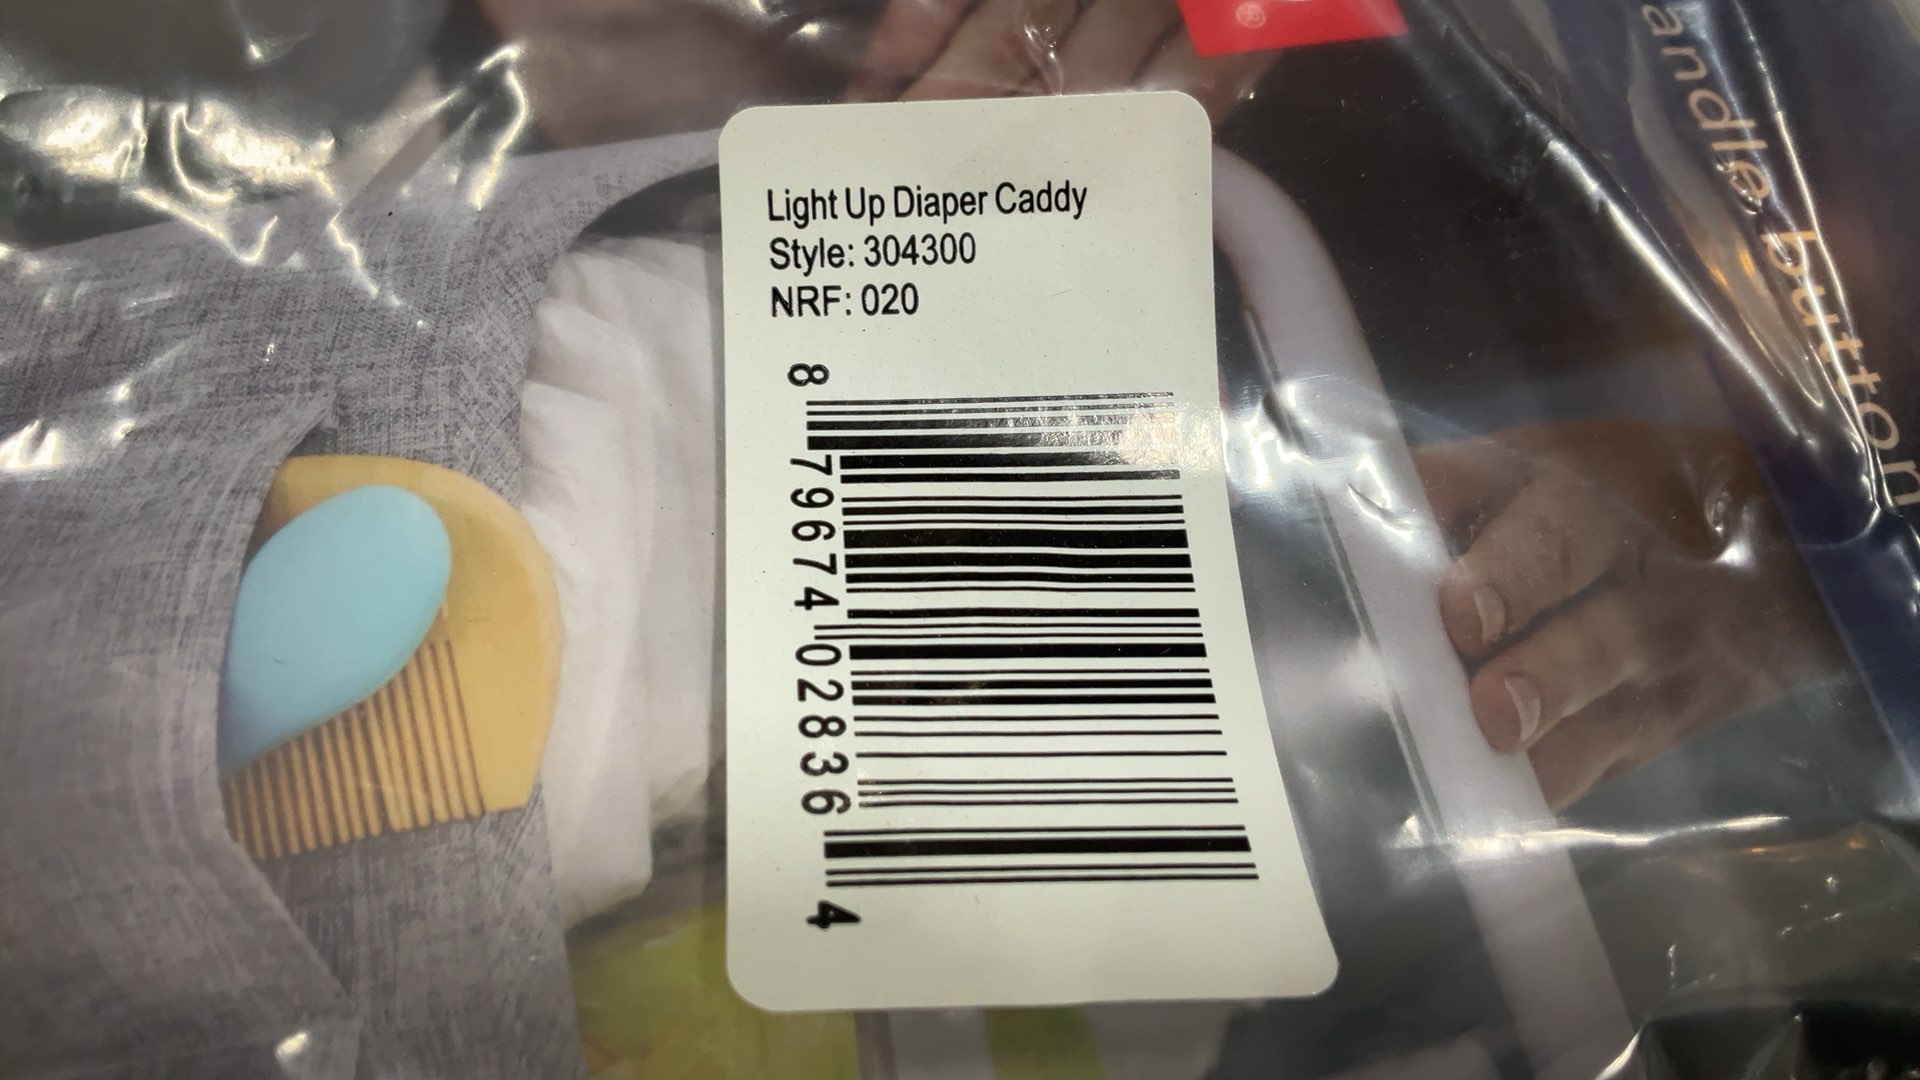 ®
andle button
Light Up Diaper Caddy
Style: 304300
NRF: 020
8 79674 02836 4